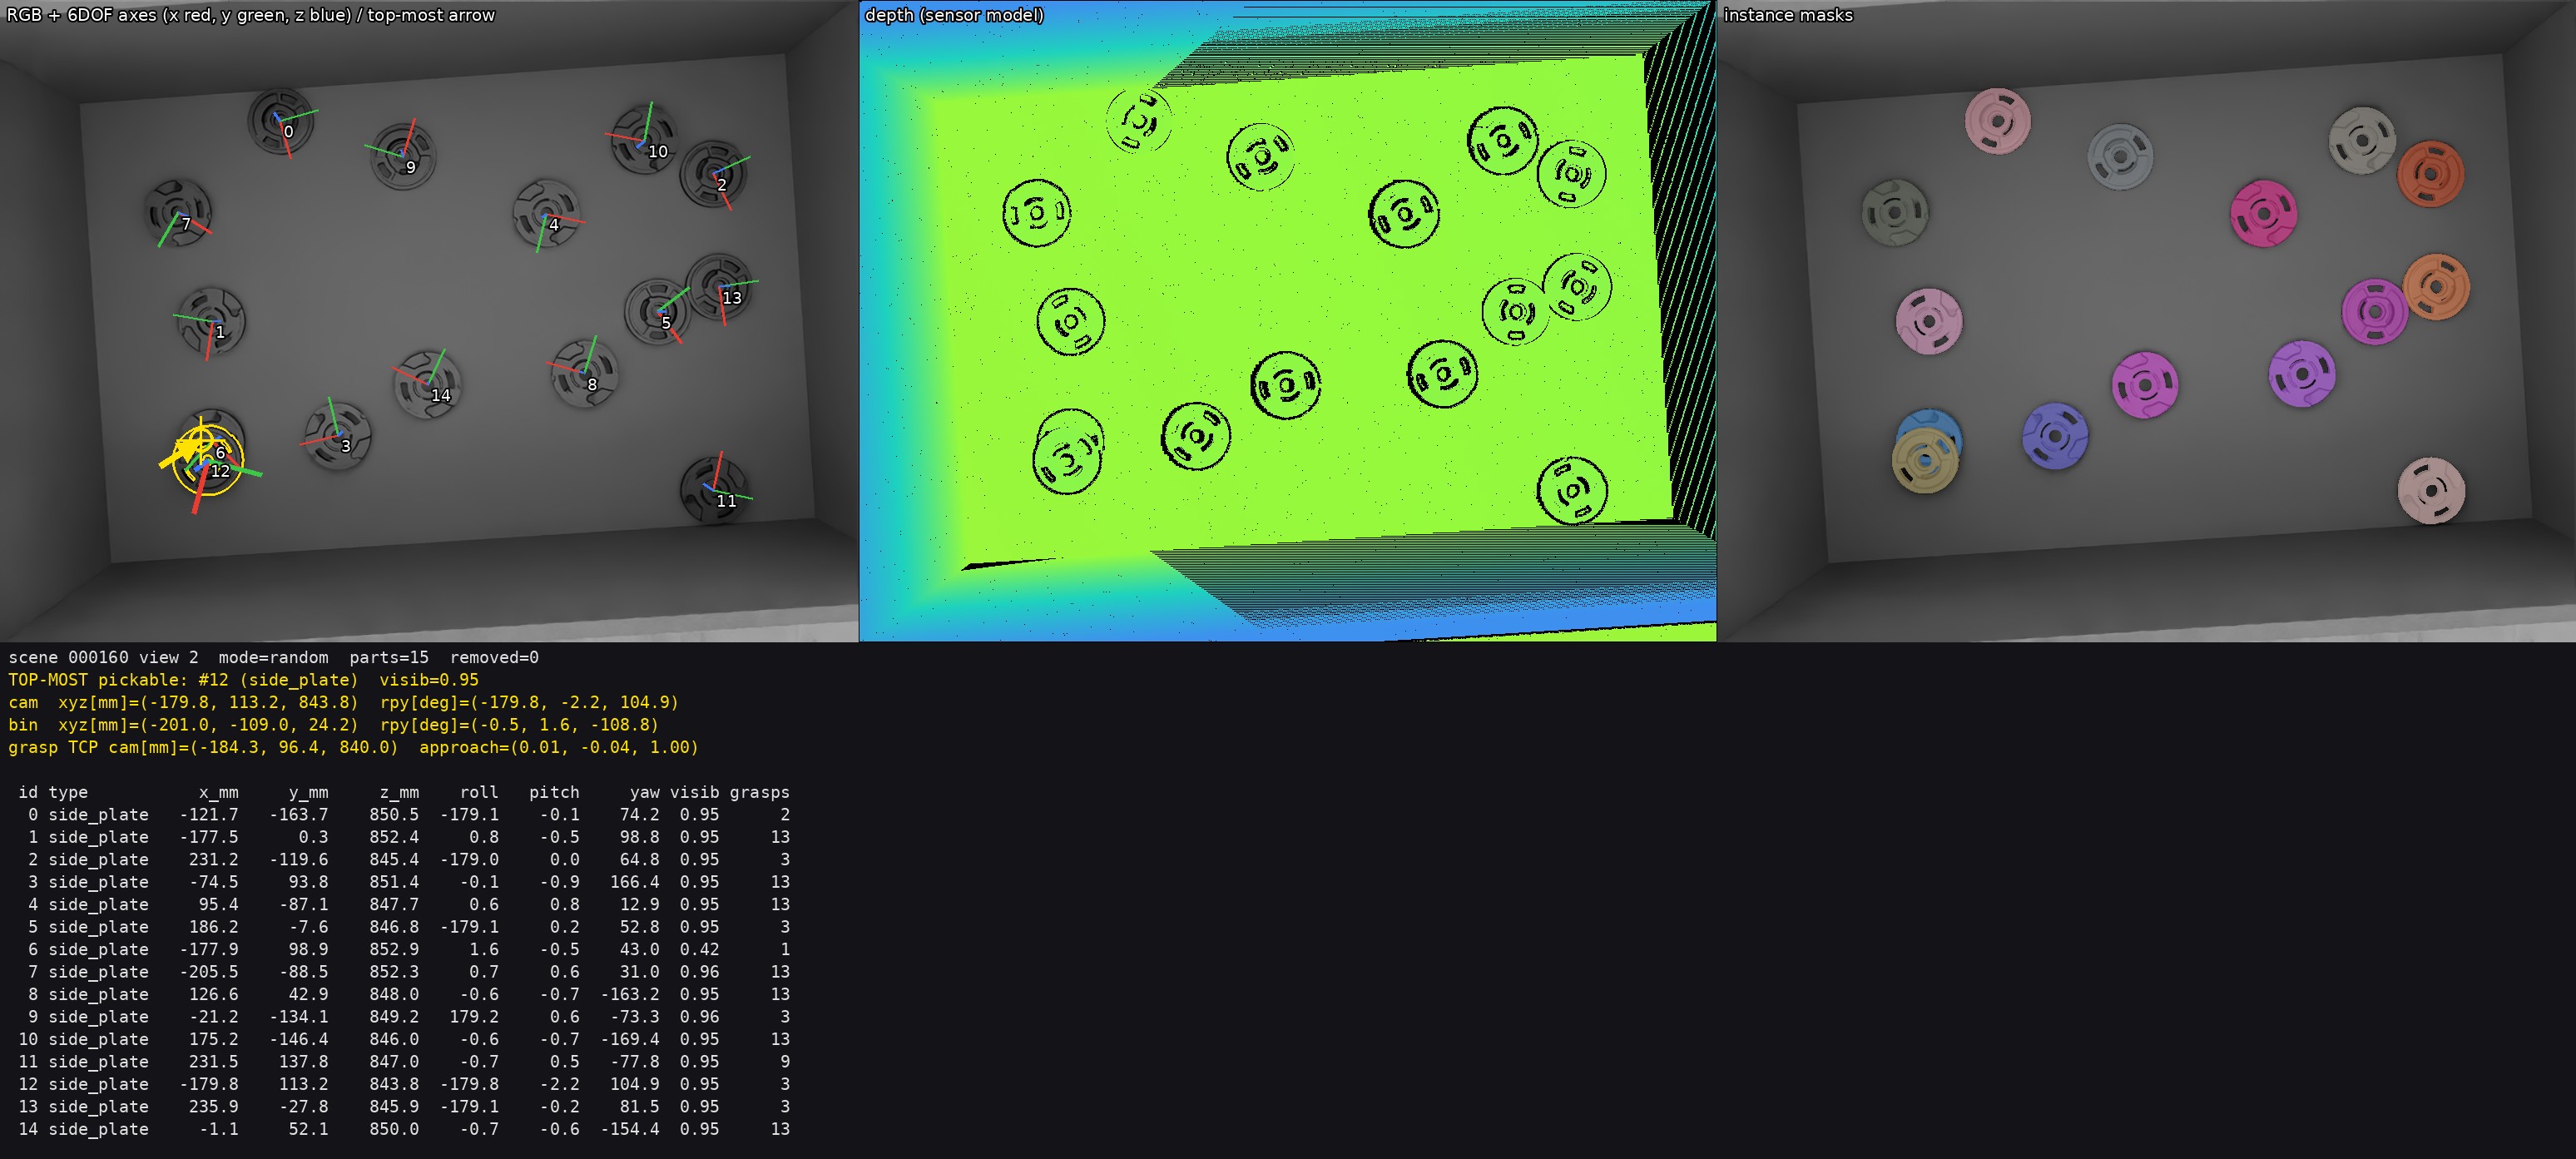 RGB + 6DOF axes (x red, y green, z blue) / top-most arrow
depth (sensor model)
instance masks
0
9
10
2
7
4
1
13
5
14
8
3
6
12
11
scene 000160 view 2  mode=random  parts=15  removed=0
TOP-MOST pickable: #12 (side_plate)  visib=0.95
cam  xyz[mm]=(-179.8, 113.2, 843.8)  rpy[deg]=(-179.8, -2.2, 104.9)
bin  xyz[mm]=(-201.0, -109.0, 24.2)  rpy[deg]=(-0.5, 1.6, -108.8)
grasp TCP cam[mm]=(-184.3, 96.4, 840.0)  approach=(0.01, -0.04, 1.00)
id type x_mm y_mm z_mm roll pitch yaw visib grasps
0 side_plate -121.7 -163.7 850.5 -179.1 -0.1 74.2 0.95 2
1 side_plate -177.5 0.3 852.4 0.8 -0.5 98.8 0.95 13
2 side_plate 231.2 -119.6 845.4 -179.0 0.0 64.8 0.95 3
3 side_plate -74.5 93.8 851.4 -0.1 -0.9 166.4 0.95 13
4 side_plate 95.4 -87.1 847.7 0.6 0.8 12.9 0.95 13
5 side_plate 186.2 -7.6 846.8 -179.1 0.2 52.8 0.95 3
6 side_plate -177.9 98.9 852.9 1.6 -0.5 43.0 0.42 1
7 side_plate -205.5 -88.5 852.3 0.7 0.6 31.0 0.96 13
8 side_plate 126.6 42.9 848.0 -0.6 -0.7 -163.2 0.95 13
9 side_plate -21.2 -134.1 849.2 179.2 0.6 -73.3 0.96 3
10 side_plate 175.2 -146.4 846.0 -0.6 -0.7 -169.4 0.95 13
11 side_plate 231.5 137.8 847.0 -0.7 0.5 -77.8 0.95 9
12 side_plate -179.8 113.2 843.8 -179.8 -2.2 104.9 0.95 3
13 side_plate 235.9 -27.8 845.9 -179.1 -0.2 81.5 0.95 3
14 side_plate -1.1 52.1 850.0 -0.7 -0.6 -154.4 0.95 13